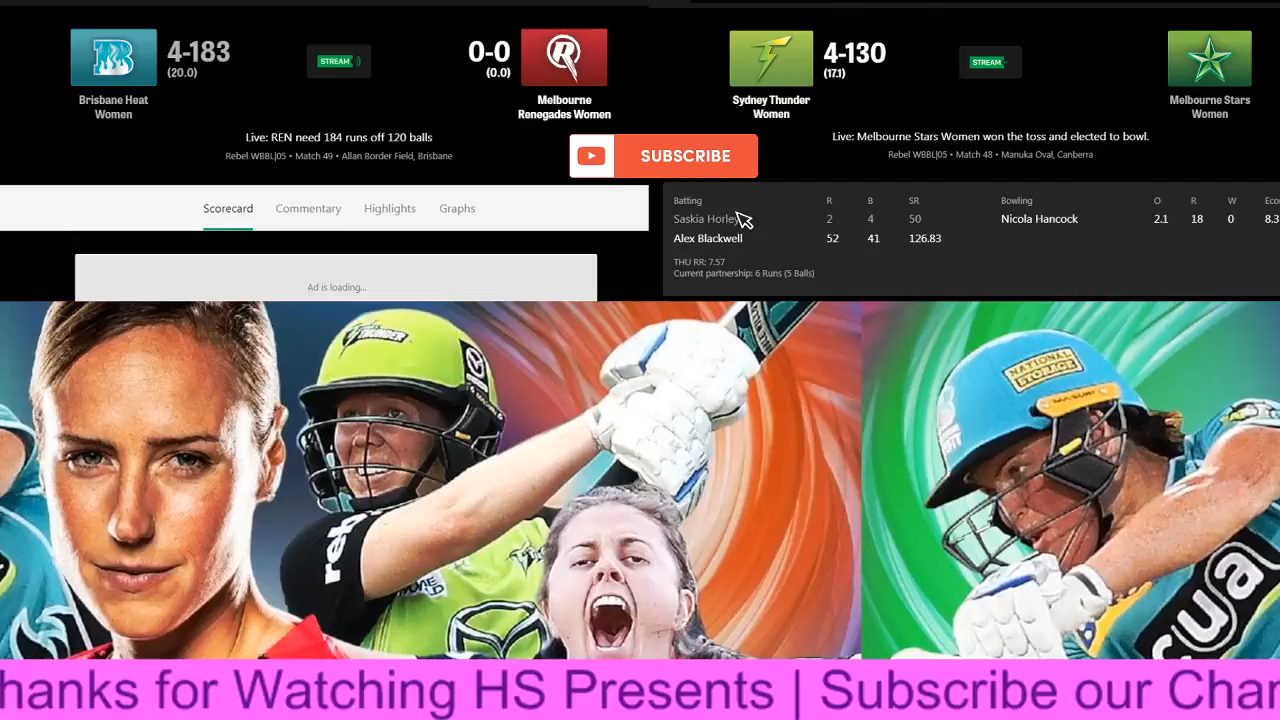 4-183
(20.0)
STREAM
0-0
(0.0)
Brisbane Heat
Women
Melbourne
Renegades Women
Live: REN need 184 runs off 120 balls
Rebel WBBL|05 • Match 49 • Allan Border Field, Brisbane
4-130
(17.1)
STREAM
Sydney Thunder
Women
Melbourne Stars
Women
Live: Melbourne Stars Women won the toss and elected to bowl.
Rebel WBBL|05 • Match 48 • Manuka Oval, Canberra
SUBSCRIBE
Scorecard Commentary Highlights Graphs
Ad is loading...
Batting R B SR Bowling O R W Eco
Saskia Horley 2 4 50 Nicola Hancock 2.1 18 0 8.3
Alex Blackwell 52 41 126.83
THU RR: 7.57
Current partnership: 6 Runs (5 Balls)
THUNDER
NATIONAL
STORAGE
rebel
hanks for Watching HS Presents | Subscribe our Chan